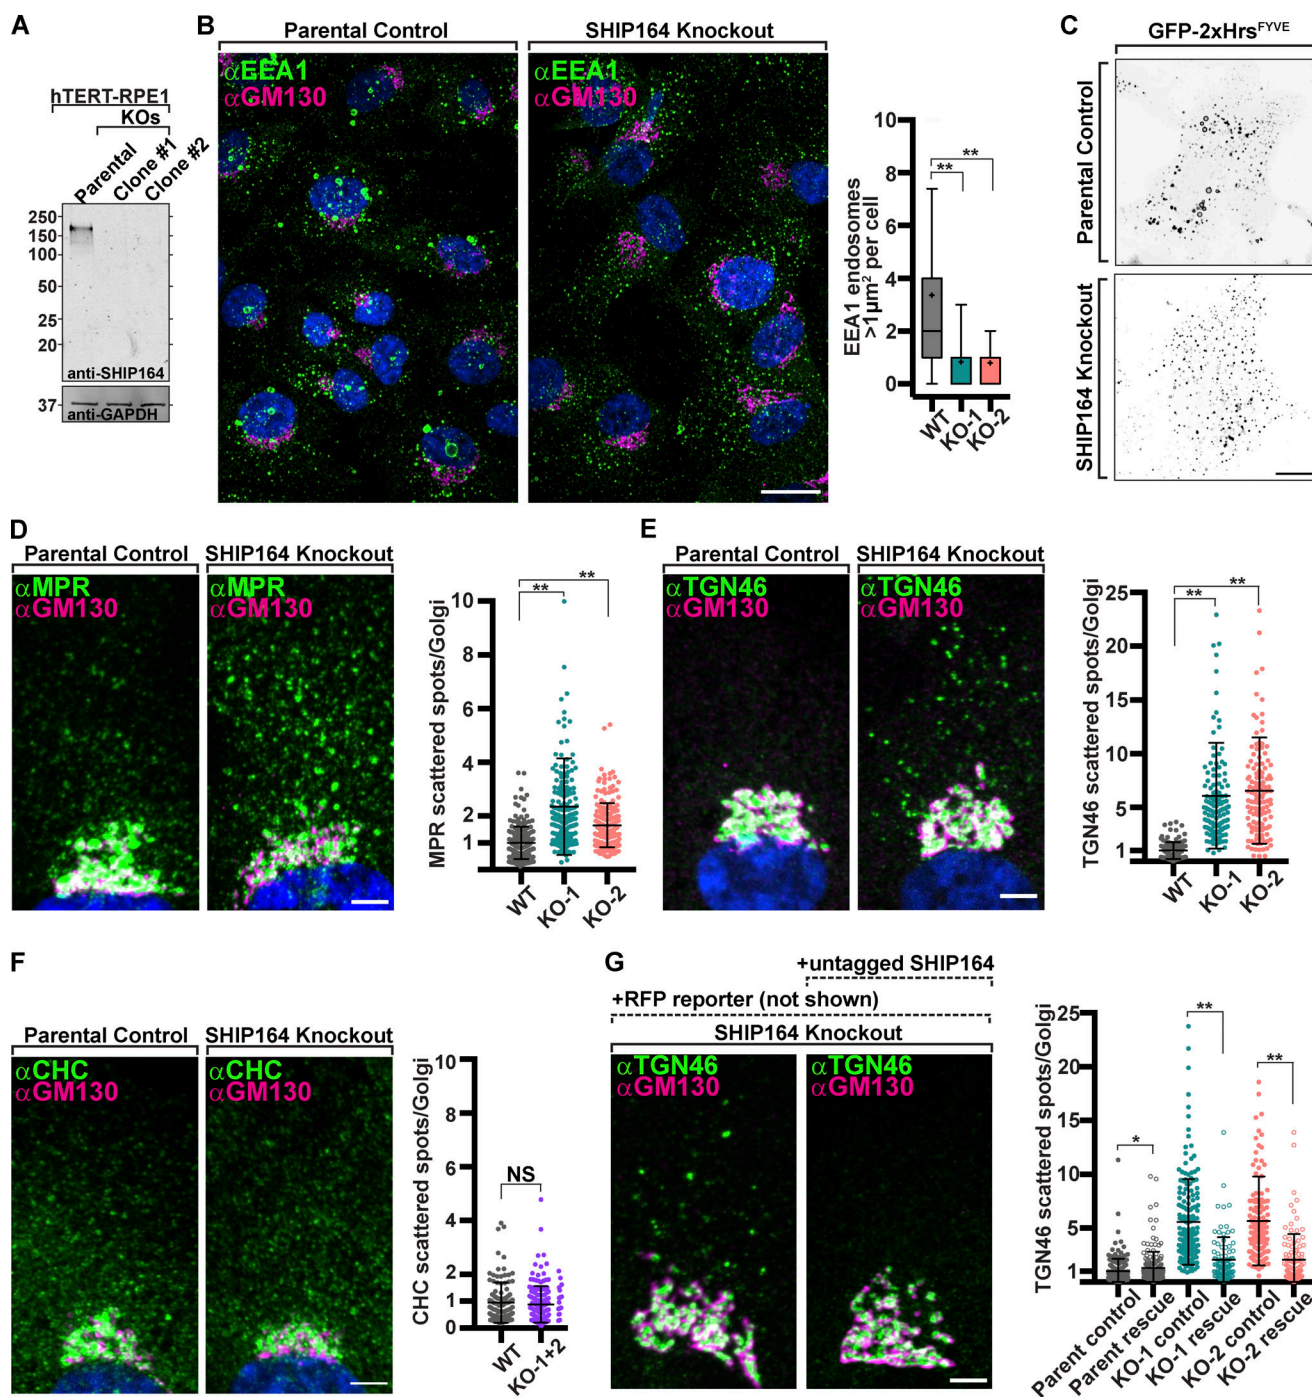 A
hTERT-RPE1
KOs
Parental
Clone #1
Clone #2
250
150
100
50
25
20
anti-SHIP164
37
anti-GAPDH
B
Parental Control
SHIP164 Knockout
αEEA1
αGM130
αEEA1
αGM130
EEA1 endosomes
>1µm² per cell
10
8
6
4
2
0
**
**
WT
KO-1
KO-2
C
GFP-2xHrsFYVE
Parental Control
SHIP164 Knockout
D
Parental Control
SHIP164 Knockout
αMPR
αGM130
αMPR
αGM130
MPR scattered spots/Golgi
10
8
6
4
2
1
**
**
WT
KO-1
KO-2
E
Parental Control
SHIP164 Knockout
αTGN46
αGM130
αTGN46
αGM130
TGN46 scattered spots/Golgi
25
20
15
10
5
1
**
**
WT
KO-1
KO-2
F
Parental Control
SHIP164 Knockout
αCHC
αGM130
αCHC
αGM130
CHC scattered spots/Golgi
10
8
6
4
2
1
0
NS
WT
KO-1+2
G
+untagged SHIP164
+RFP reporter (not shown)
SHIP164 Knockout
αTGN46
αGM130
αTGN46
αGM130
TGN46 scattered spots/Golgi
25
20
15
10
5
1
*
**
**
Parent control
Parent rescue
KO-1 control
KO-1 rescue
KO-2 control
KO-2 rescue